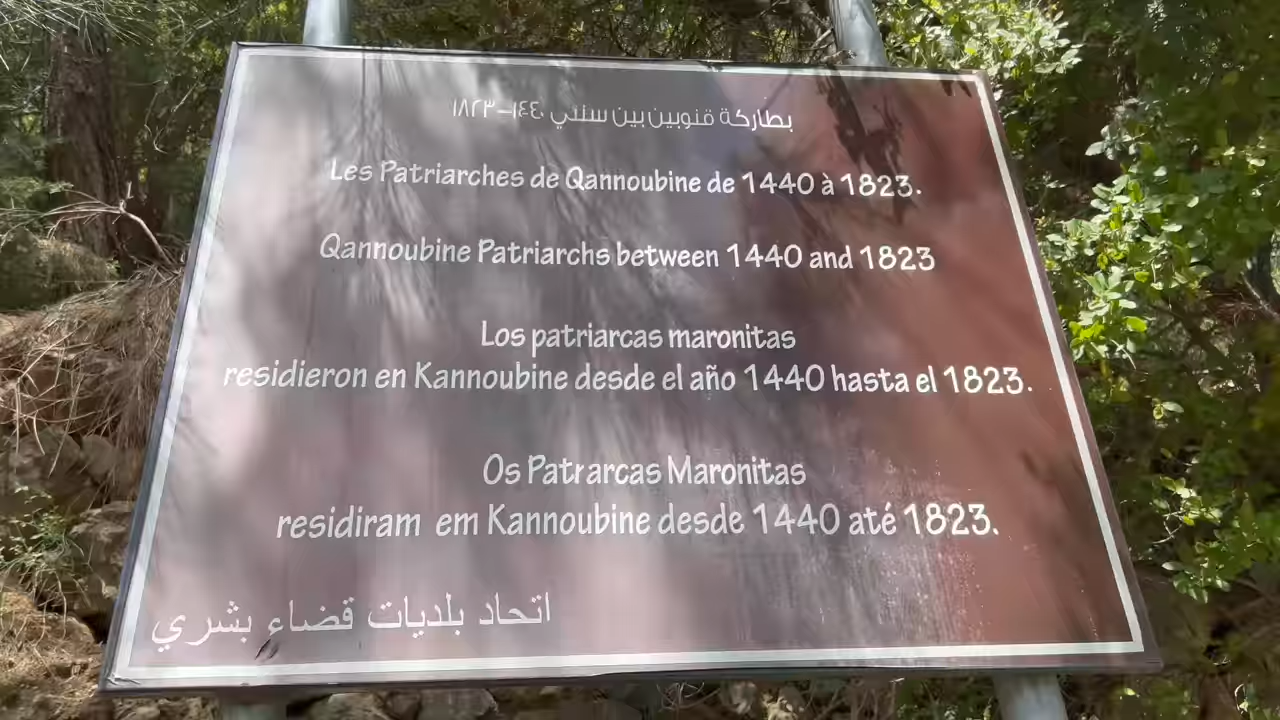 بطاركة قنوبين بين سنتي ١٤٤٠-١٨٢٣
Les Patriarches de Qannoubine de 1440 à 1823.
Qannoubine Patriarchs between 1440 and 1823
Los patriarcas maronitas
residieron en Kannoubine desde el año 1440 hasta el 1823.
Os Patrarcas Maronitas
residiram em Kannoubine desde 1440 até 1823.
اتحاد بلديات قضاء بشري